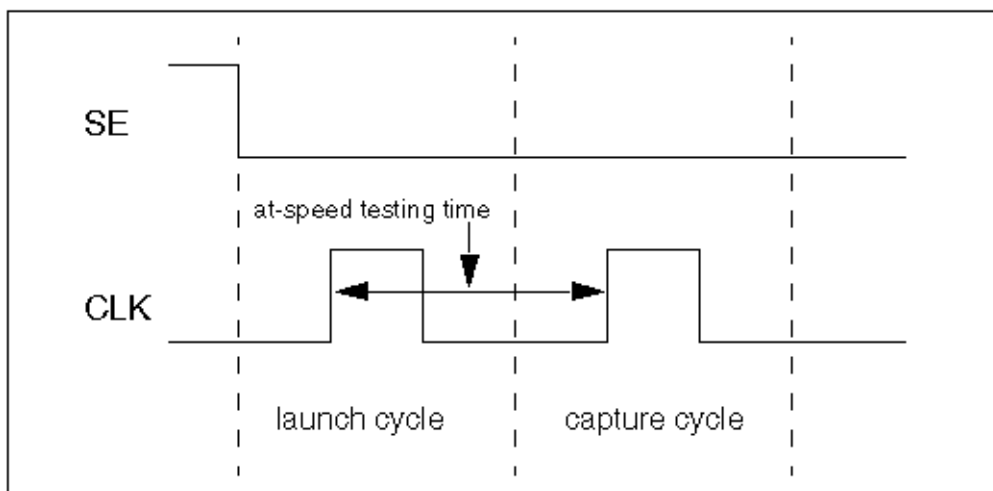 SE
at-speed testing time
CLK
launch cycle
capture cycle